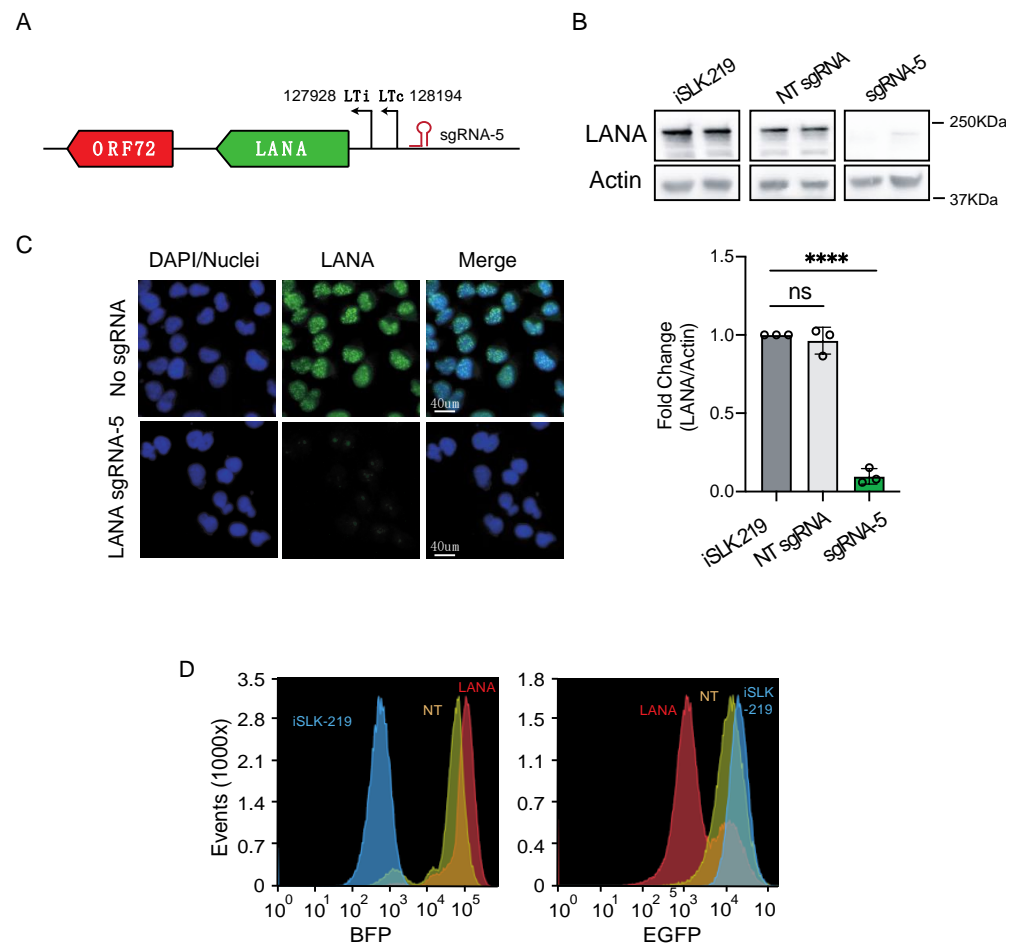 A
127928 LTi LTc 128194
sgRNA-5
ORF72
LANA
B
iSLK.219
NT sgRNA
sgRNA-5
LANA
250KDa
Actin
37KDa
C
DAPI/Nuclei
LANA
Merge
No sgRNA
40um
LANA sgRNA-5
40um
****
ns
Fold Change
(LANA/Actin)
1.5
1.0
0.5
0.0
iSLK.219
NT sgRNA
sgRNA-5
D
Events (1000x)
3.5
2.8
2.1
1.4
0.7
0
iSLK-219
NT
LANA
10⁰ 10¹ 10² 10³ 10⁴ 10⁵
BFP
1.8
1.5
1.1
0.7
0.4
0
LANA
NT
iSLK
-219
10⁰ 10¹ 10² 5 10³ 10⁴ 10
EGFP